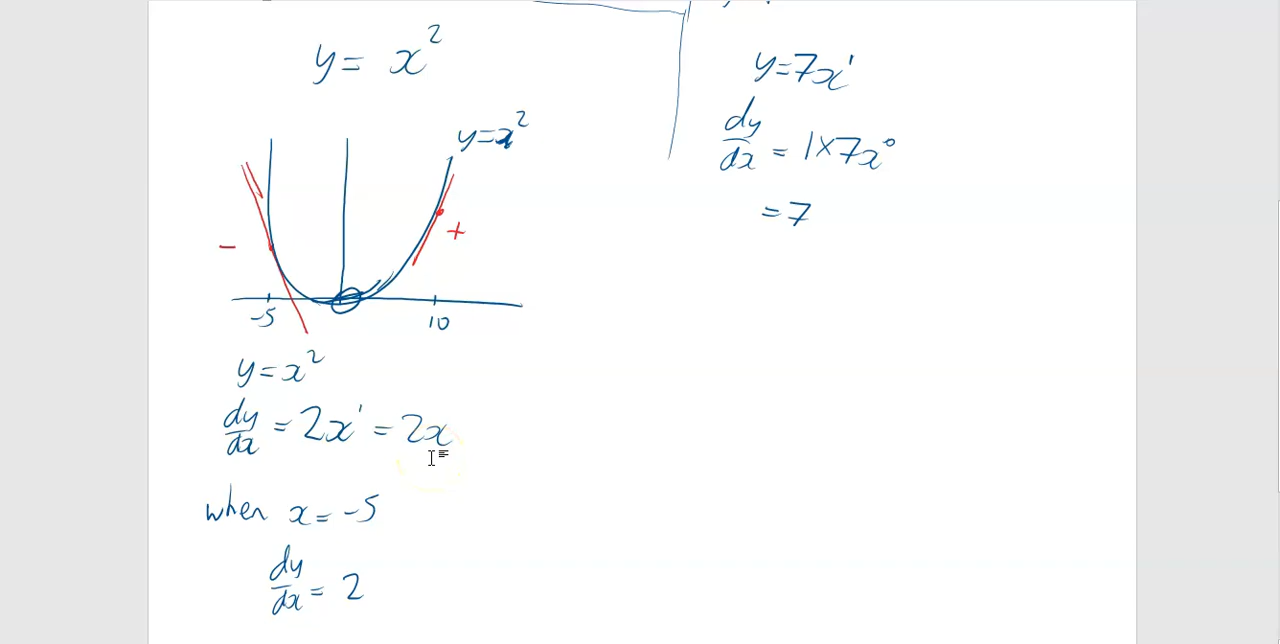 y = x²
y=x²
-
+
-5
10
y = x²
dy/dx = 2x¹ = 2x
when x = -5
dy/dx = 2
y=7x¹
dy/dx = 1×7x⁰
= 7